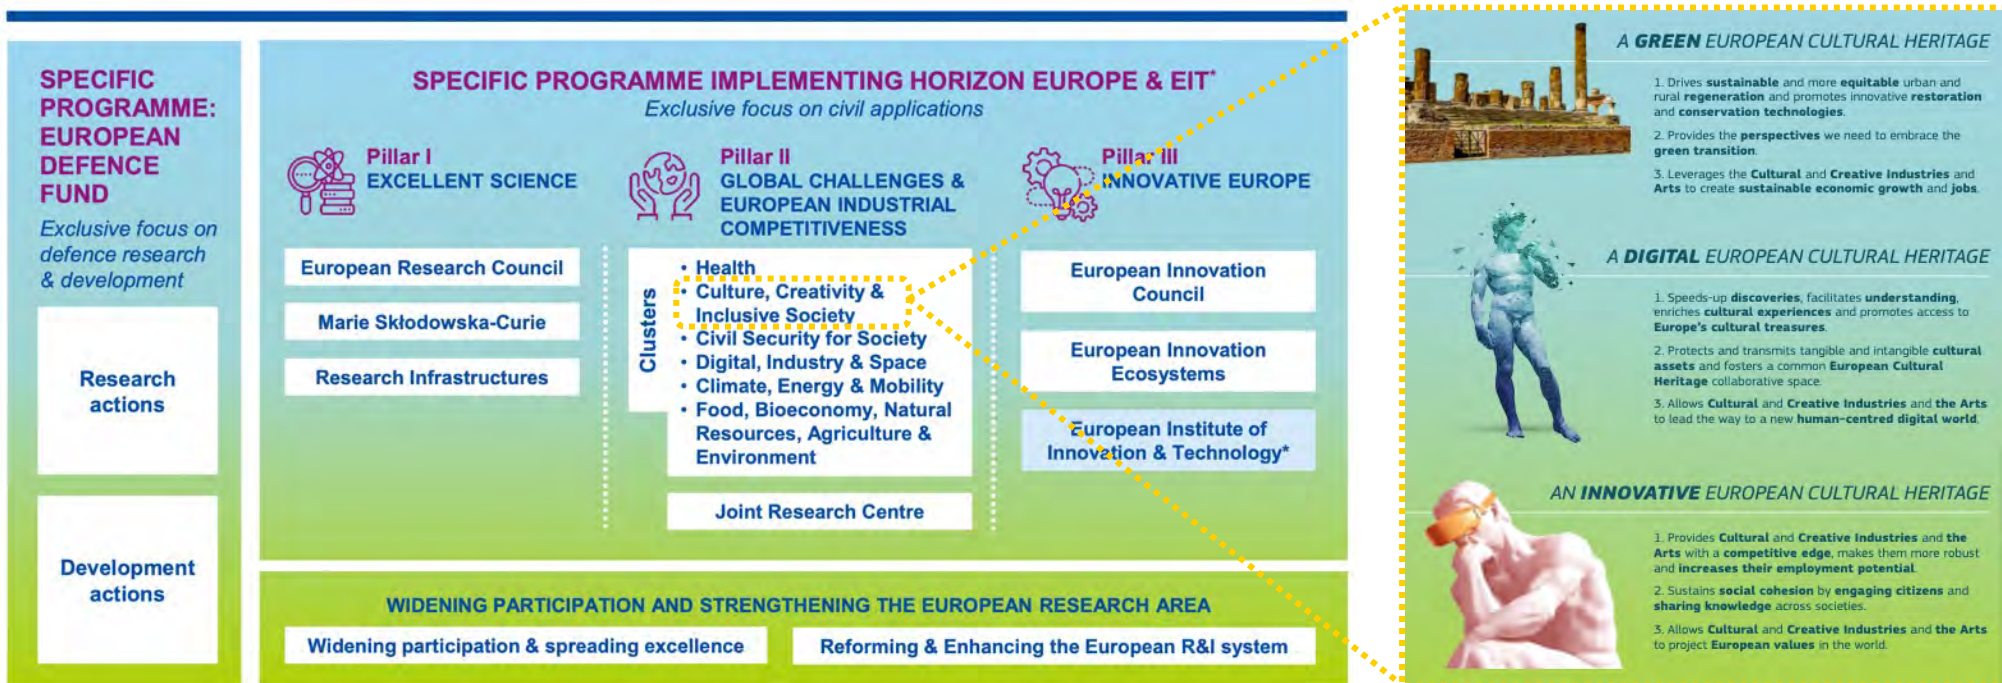 SPECIFIC
PROGRAMME:
EUROPEAN
DEFENCE
FUND
Exclusive focus on
defence research
& development
Research
actions
Development
actions
SPECIFIC PROGRAMME IMPLEMENTING HORIZON EUROPE & EIT*
Exclusive focus on civil applications
Pillar I
EXCELLENT SCIENCE
European Research Council
Marie Skłodowska-Curie
Research Infrastructures
Pillar II
GLOBAL CHALLENGES &
EUROPEAN INDUSTRIAL
COMPETITIVENESS
Clusters
• Health
• Culture, Creativity &
Inclusive Society
• Civil Security for Society
• Digital, Industry & Space
• Climate, Energy & Mobility
• Food, Bioeconomy, Natural
Resources, Agriculture &
Environment
Joint Research Centre
Pillar III
INNOVATIVE EUROPE
European Innovation
Council
European Innovation
Ecosystems
European Institute of
Innovation & Technology*
WIDENING PARTICIPATION AND STRENGTHENING THE EUROPEAN RESEARCH AREA
Widening participation & spreading excellence
Reforming & Enhancing the European R&I system
A GREEN EUROPEAN CULTURAL HERITAGE
1. Drives sustainable and more equitable urban and
rural regeneration and promotes innovative restoration
and conservation technologies.
2. Provides the perspectives we need to embrace the
green transition.
3. Leverages the Cultural and Creative Industries and
Arts to create sustainable economic growth and jobs.
A DIGITAL EUROPEAN CULTURAL HERITAGE
1. Speeds-up discoveries, facilitates understanding,
enriches cultural experiences and promotes access to
Europe's cultural treasures.
2. Protects and transmits tangible and intangible cultural
assets and fosters a common European Cultural
Heritage collaborative space.
3. Allows Cultural and Creative Industries and the Arts
to lead the way to a new human-centred digital world.
AN INNOVATIVE EUROPEAN CULTURAL HERITAGE
1. Provides Cultural and Creative Industries and the
Arts with a competitive edge, makes them more robust
and increases their employment potential.
2. Sustains social cohesion by engaging citizens and
sharing knowledge across societies.
3. Allows Cultural and Creative Industries and the Arts
to project European values in the world.